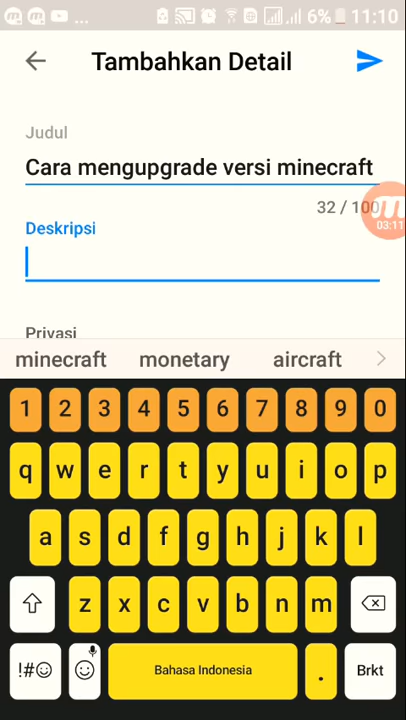 ... 6% 11:10
Tambahkan Detail
Judul
Cara mengupgrade versi minecraft
32 / 100
03:11
Deskripsi
Privasi
minecraft monetary aircraft
1 2 3 4 5 6 7 8 9 0
q w e r t y u i o p
a s d f g h j k l
z x c v b n m
!#☺ Bahasa Indonesia . Brkt